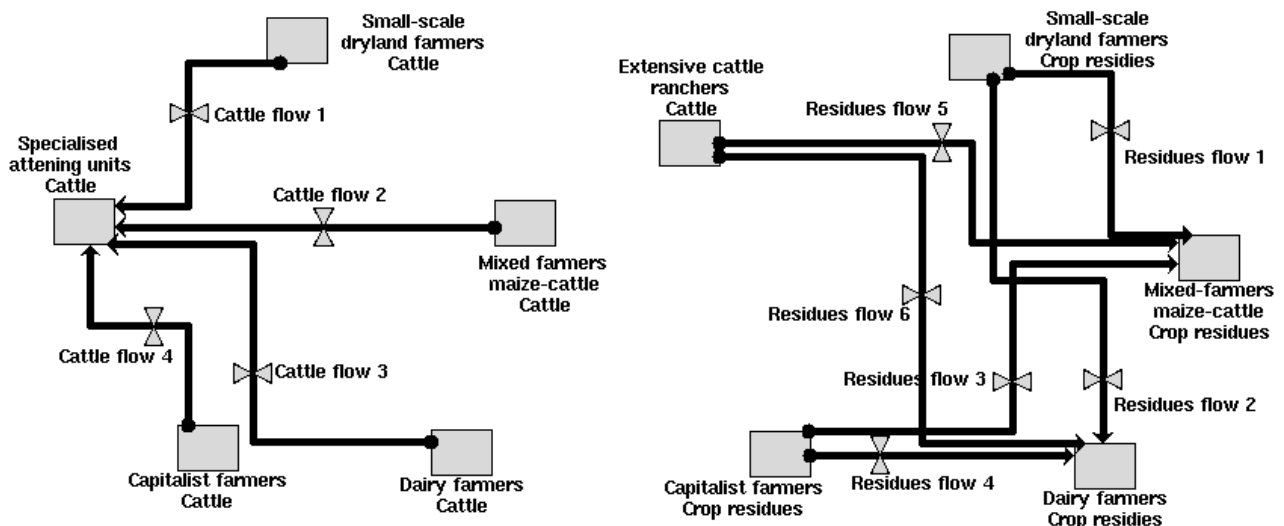 Small-scale
dryland farmers
Cattle
Cattle flow 1
Specialised
attening units
Cattle
Cattle flow 2
Mixed farmers
maize-cattle
Cattle
Cattle flow 4
Cattle flow 3
Capitalist farmers
Cattle
Dairy farmers
Cattle
Small-scale
dryland farmers
Crop residies
Extensive cattle
ranchers
Cattle
Residues flow 5
Residues flow 1
Mixed-farmers
maize-cattle
Crop residues
Residues flow 6
Residues flow 3
Residues flow 2
Capitalist farmers
Crop residues
Residues flow 4
Dairy farmers
Crop residies